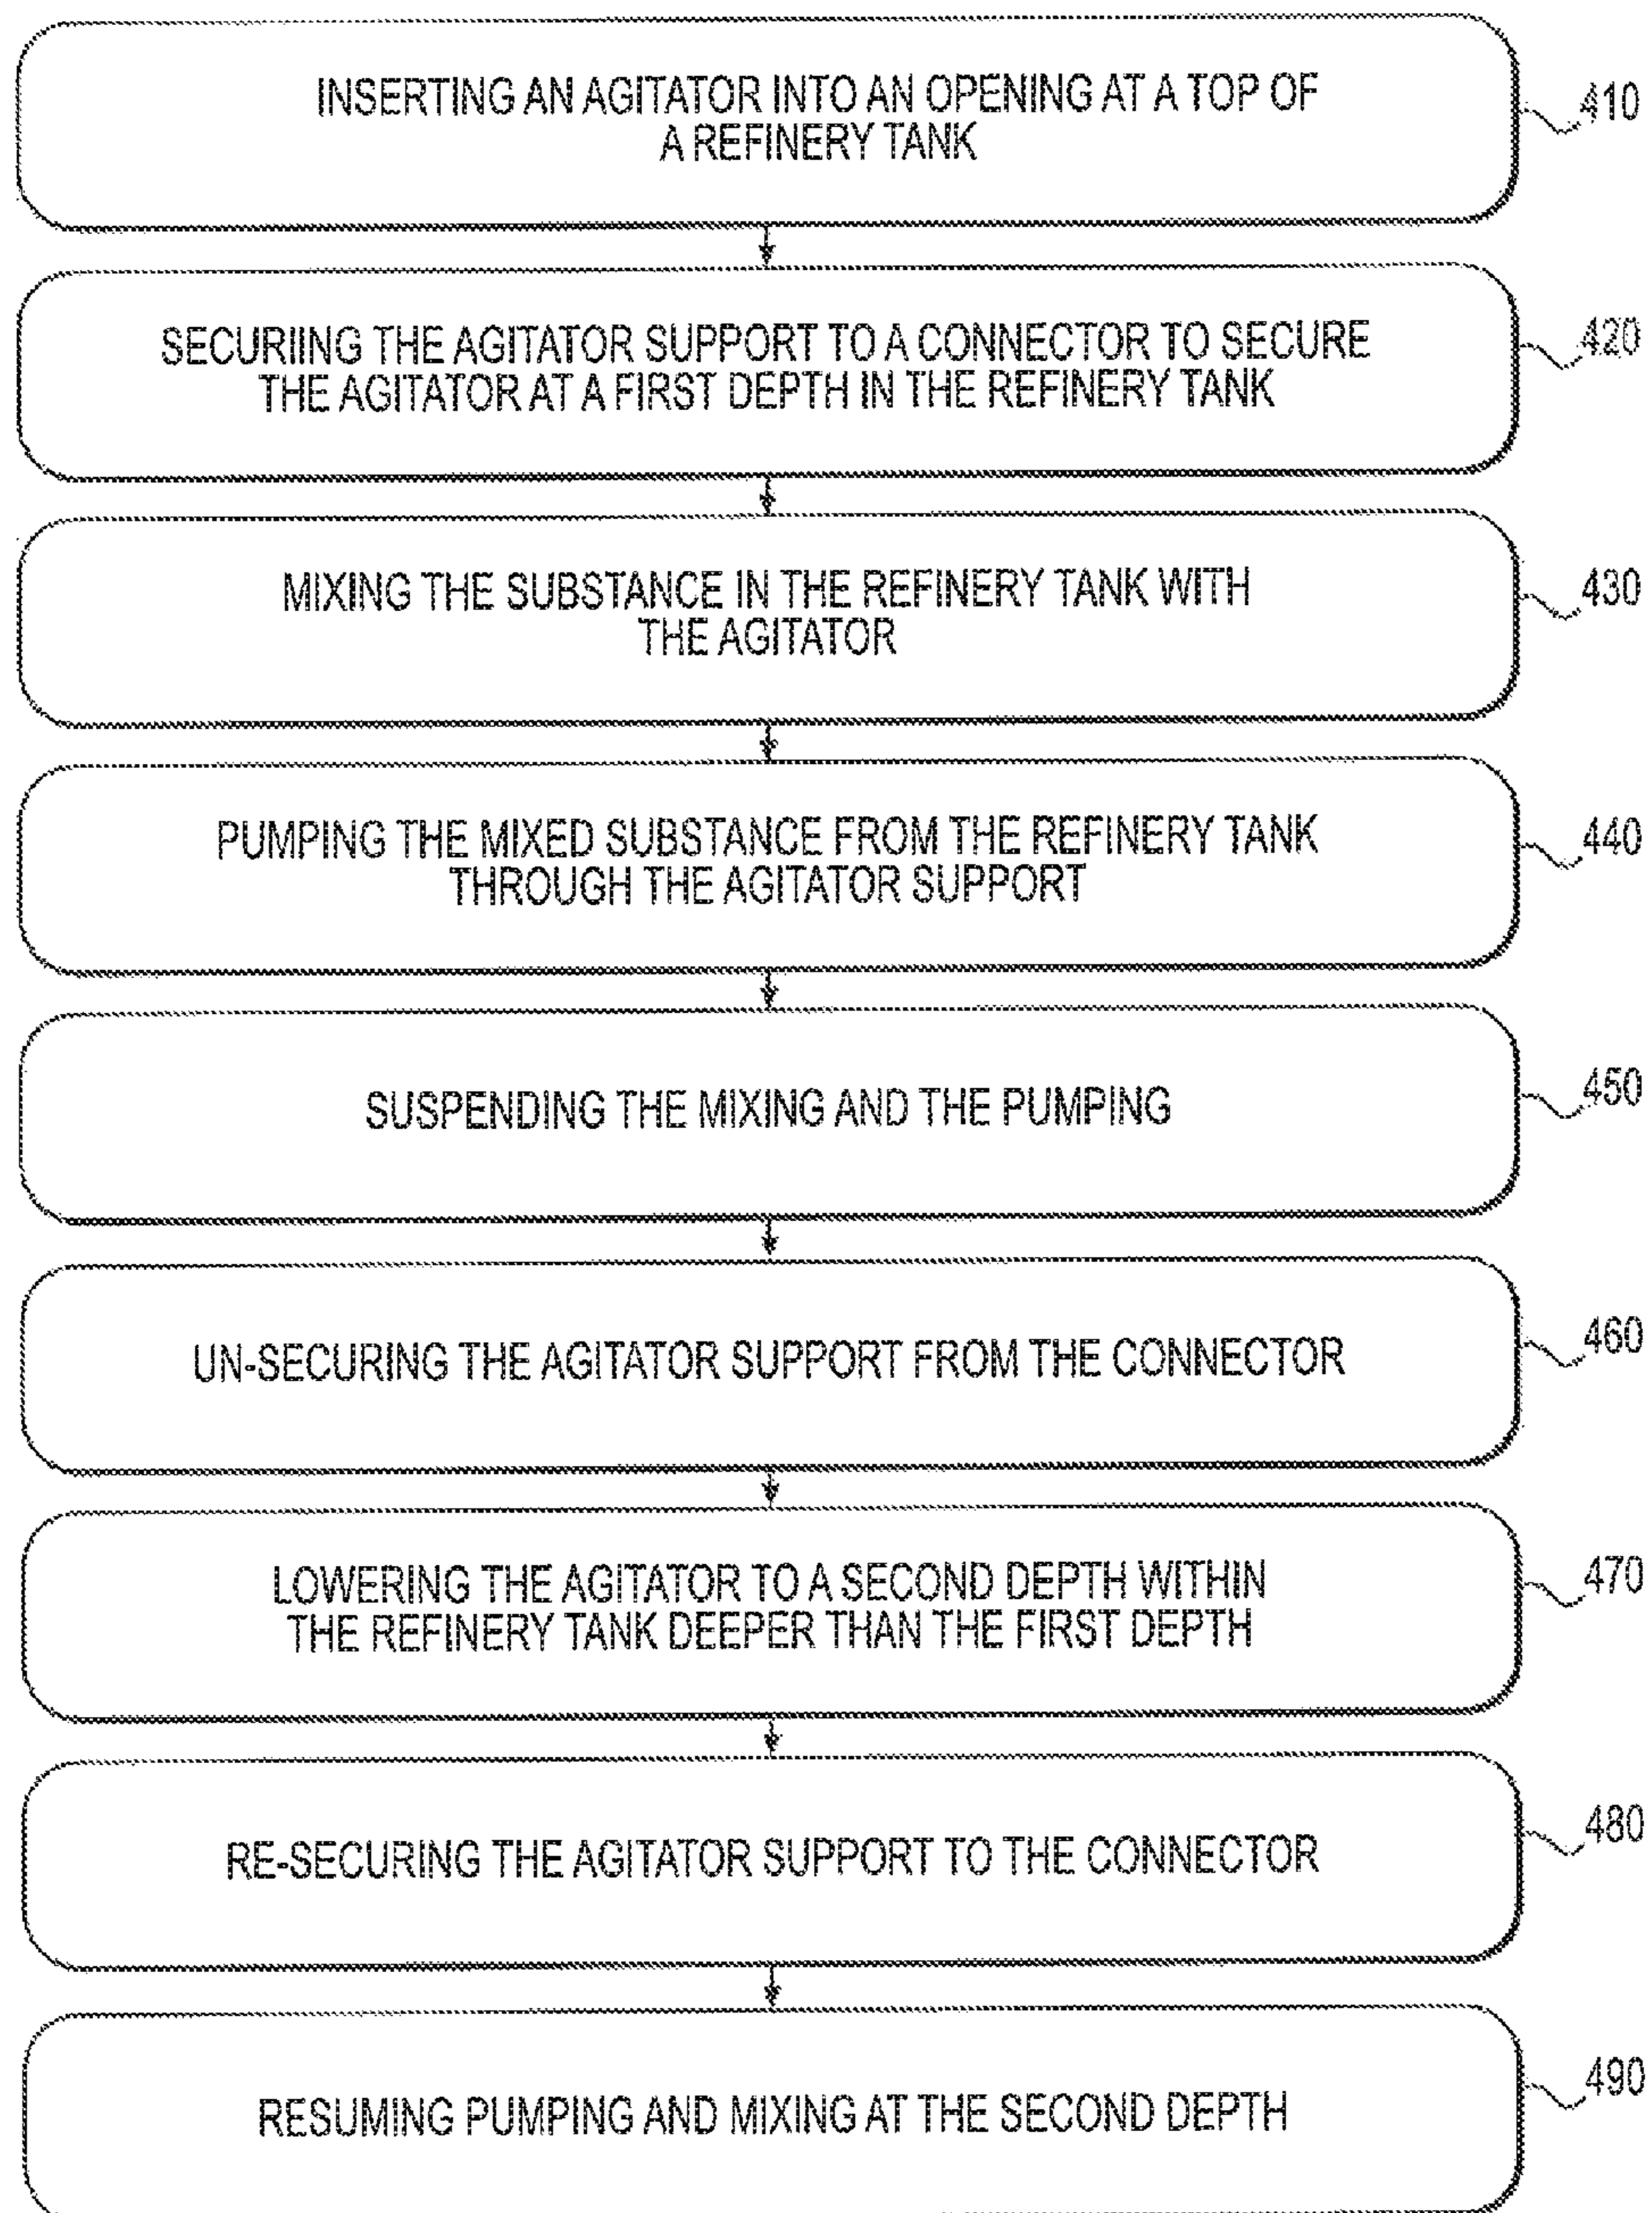 INSERTING AN AGITATOR INTO AN OPENING AT A TOP OF
A REFINERY TANK
410
SECURIING THE AGITATOR SUPPORT TO A CONNECTOR TO SECURE
THE AGITATOR AT A FIRST DEPTH IN THE REFINERY TANK
420
MIXING THE SUBSTANCE IN THE REFINERY TANK WITH
THE AGITATOR
430
PUMPING THE MIXED SUBSTANCE FROM THE REFINERY TANK
THROUGH THE AGITATOR SUPPORT
440
SUSPENDING THE MIXING AND THE PUMPING
450
UN-SECURING THE AGITATOR SUPPORT FROM THE CONNECTOR
460
LOWERING THE AGITATOR TO A SECOND DEPTH WITHIN
THE REFINERY TANK DEEPER THAN THE FIRST DEPTH
470
RE-SECURING THE AGITATOR SUPPORT TO THE CONNECTOR
480
RESUMING PUMPING AND MIXING AT THE SECOND DEPTH
490